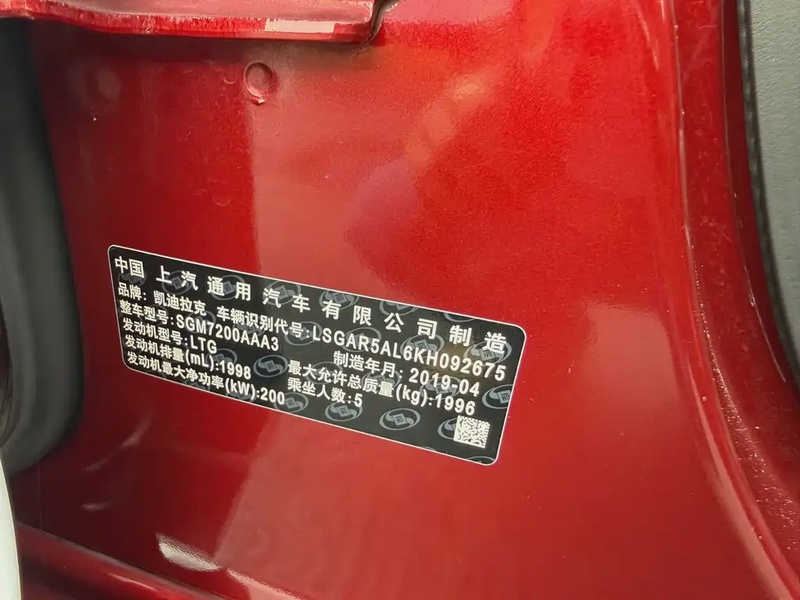 中国 上汽通用汽车有限公司制造
品牌：凯迪拉克 车辆识别代号：LSGAR5AL6KH092675
整车型号：SGM7200AAA3 制造年月：2019-04
发动机型号：LTG 最大允许总质量(kg)：1996
发动机排量(mL)：1998 乘坐人数：5
发动机最大净功率(kW)：200